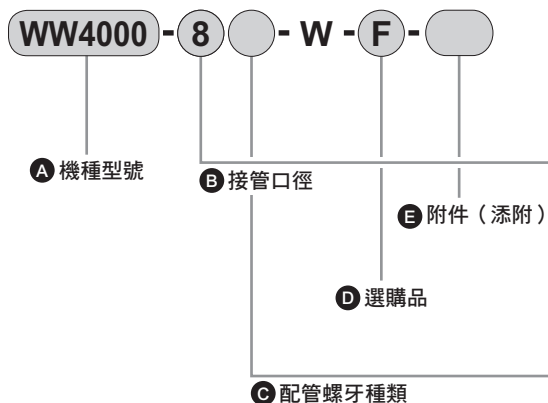 WW4000 - 8 - W - F -
A 機種型號
B 接管口徑
E 附件（添附）
D 選購品
C 配管螺牙種類